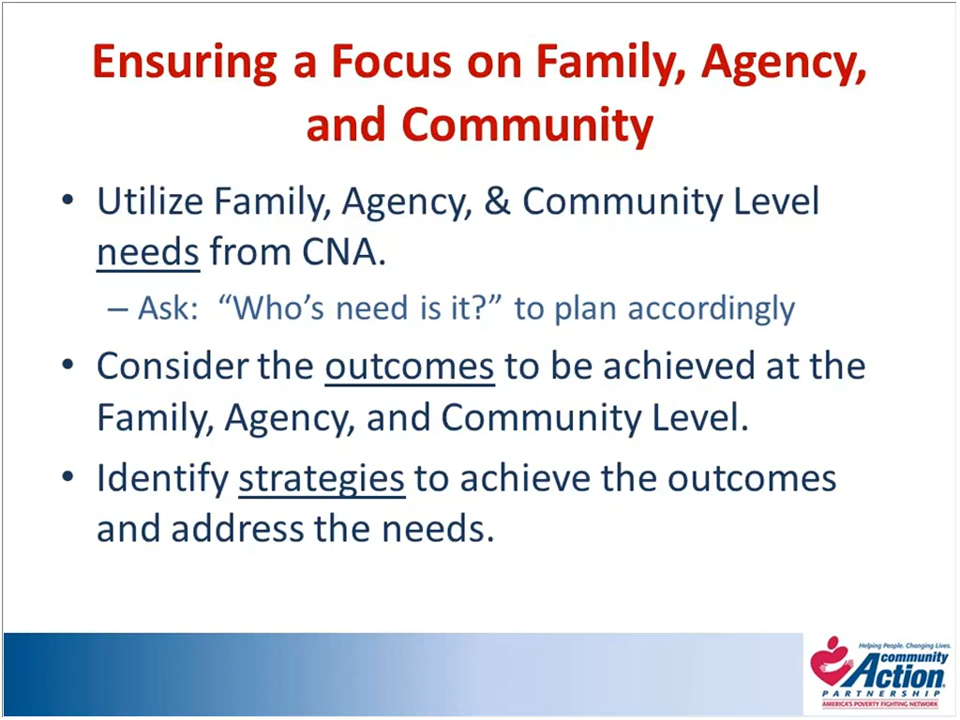 Ensuring a Focus on Family, Agency,
and Community
• Utilize Family, Agency, & Community Level
needs from CNA.
– Ask: “Who’s need is it?” to plan accordingly
• Consider the outcomes to be achieved at the
Family, Agency, and Community Level.
• Identify strategies to achieve the outcomes
and address the needs.
Helping People. Changing Lives.
community
Action
PARTNERSHIP
AMERICA'S POVERTY FIGHTING NETWORK